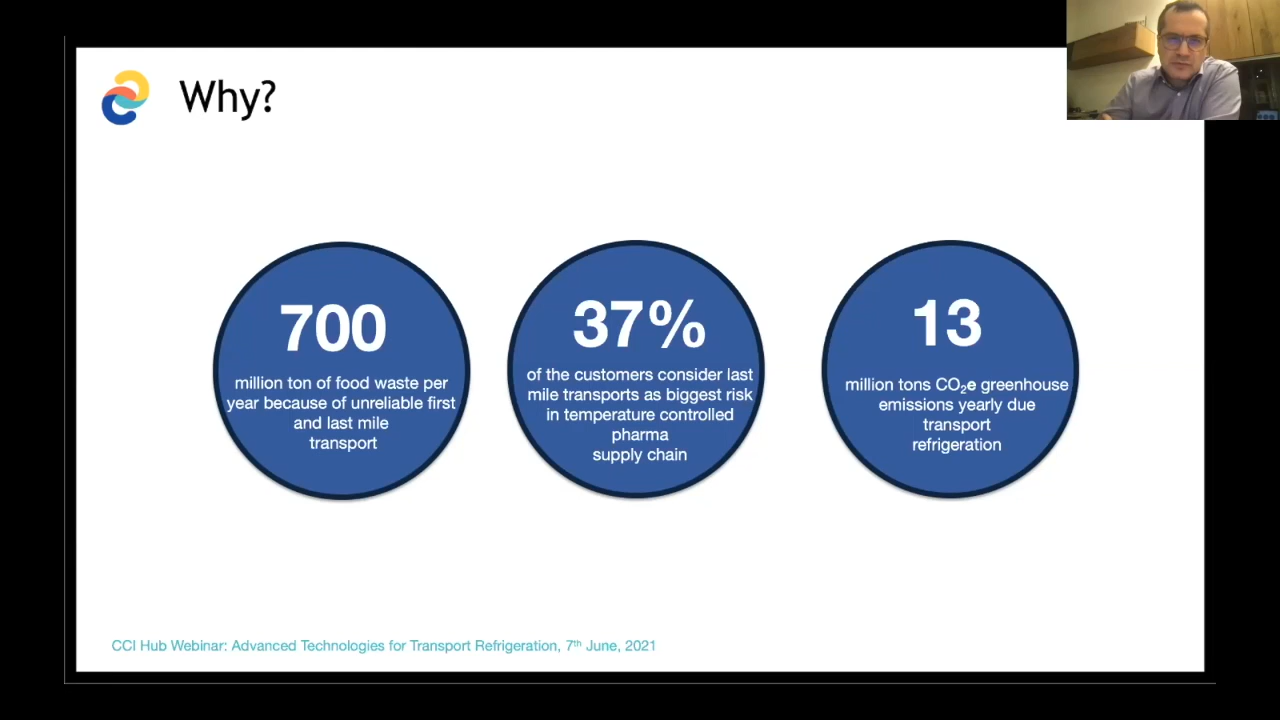 Why?
700
million ton of food waste per
year because of unreliable first
and last mile
transport
37%
of the customers consider last
mile transports as biggest risk
in temperature controlled
pharma
supply chain
13
million tons CO₂e greenhouse
emissions yearly due
transport
refrigeration
CCI Hub Webinar: Advanced Technologies for Transport Refrigeration, 7th June, 2021